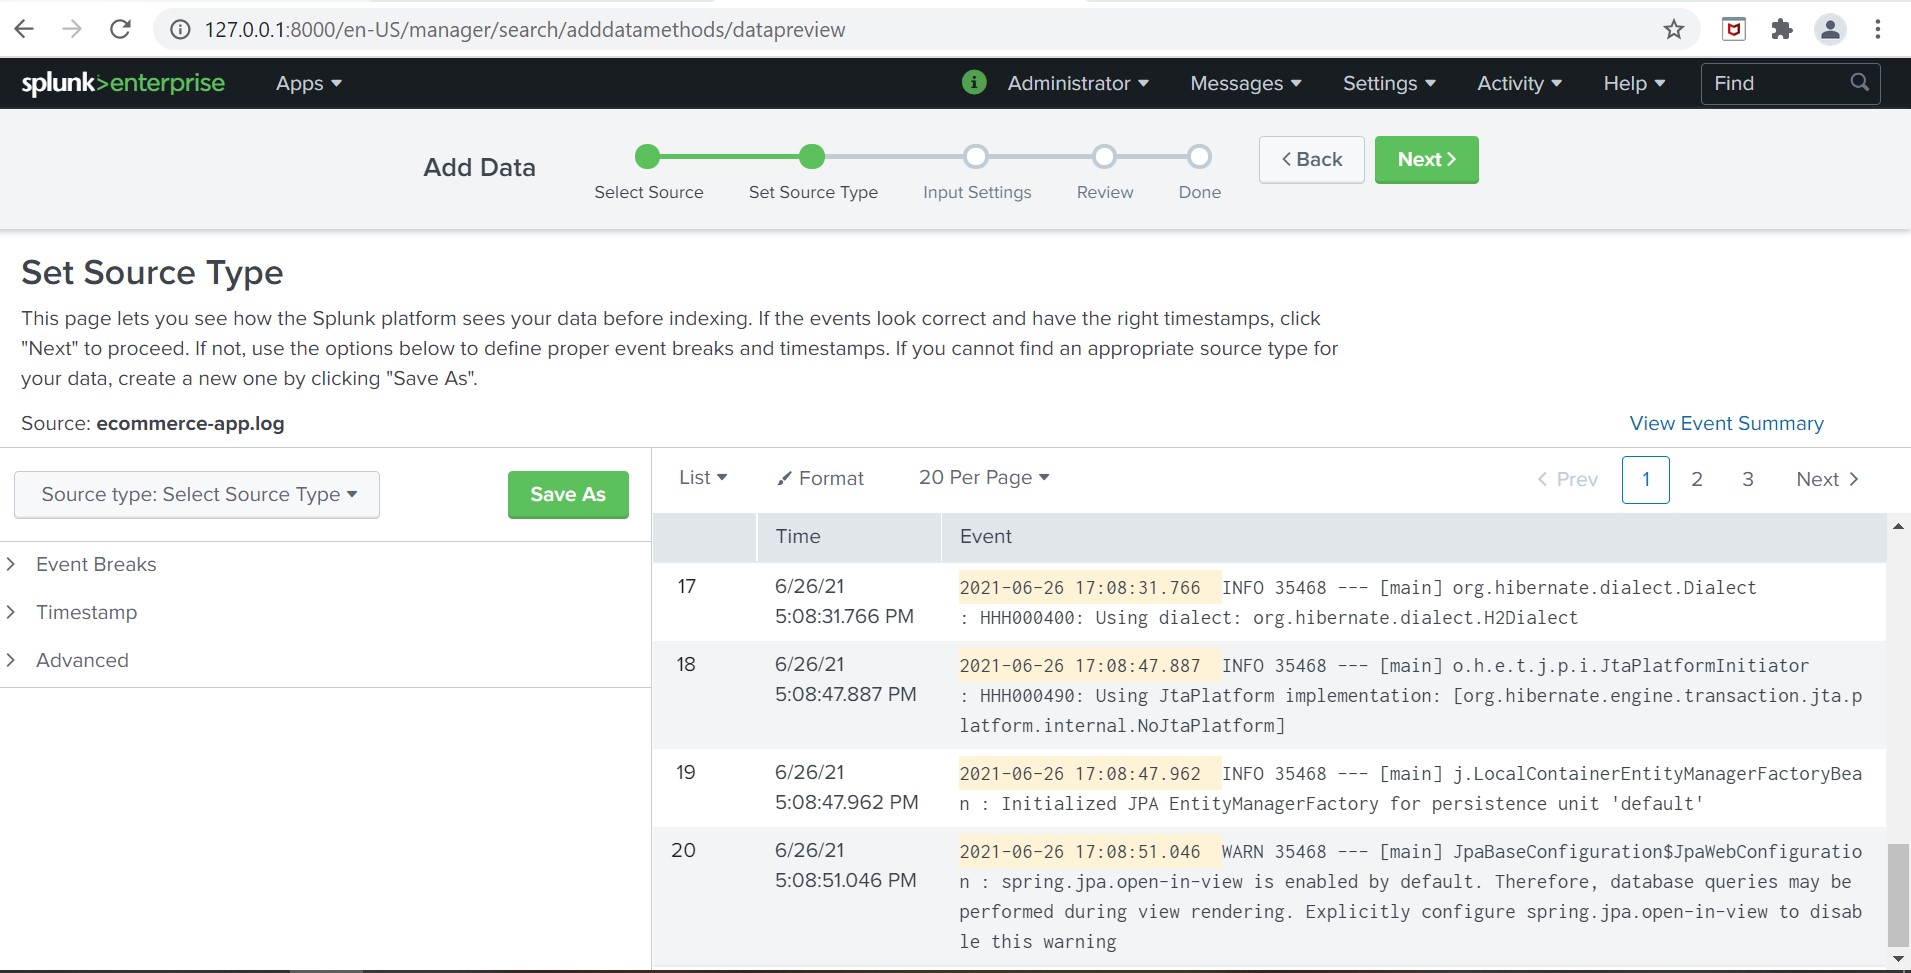 127.0.0.1:8000/en-US/manager/search/adddatamethods/datapreview
splunk>enterprise Apps i Administrator Messages Settings Activity Help Find
Add Data Select Source Set Source Type Input Settings Review Done < Back Next >
Set Source Type
This page lets you see how the Splunk platform sees your data before indexing. If the events look correct and have the right timestamps, click
"Next" to proceed. If not, use the options below to define proper event breaks and timestamps. If you cannot find an appropriate source type for
your data, create a new one by clicking "Save As".
Source: ecommerce-app.log View Event Summary
Source type: Select Source Type Save As
> Event Breaks
> Timestamp
> Advanced
List Format 20 Per Page < Prev 1 2 3 Next >
Time Event
17 6/26/21 2021-06-26 17:08:31.766 INFO 35468 --- [main] org.hibernate.dialect.Dialect
5:08:31.766 PM : HHH000400: Using dialect: org.hibernate.dialect.H2Dialect
18 6/26/21 2021-06-26 17:08:47.887 INFO 35468 --- [main] o.h.e.t.j.p.i.JtaPlatformInitiator
5:08:47.887 PM : HHH000490: Using JtaPlatform implementation: [org.hibernate.engine.transaction.jta.p
latform.internal.NoJtaPlatform]
19 6/26/21 2021-06-26 17:08:47.962 INFO 35468 --- [main] j.LocalContainerEntityManagerFactoryBea
5:08:47.962 PM n : Initialized JPA EntityManagerFactory for persistence unit 'default'
20 6/26/21 2021-06-26 17:08:51.046 WARN 35468 --- [main] JpaBaseConfiguration$JpaWebConfiguratio
5:08:51.046 PM n : spring.jpa.open-in-view is enabled by default. Therefore, database queries may be
performed during view rendering. Explicitly configure spring.jpa.open-in-view to disab
le this warning